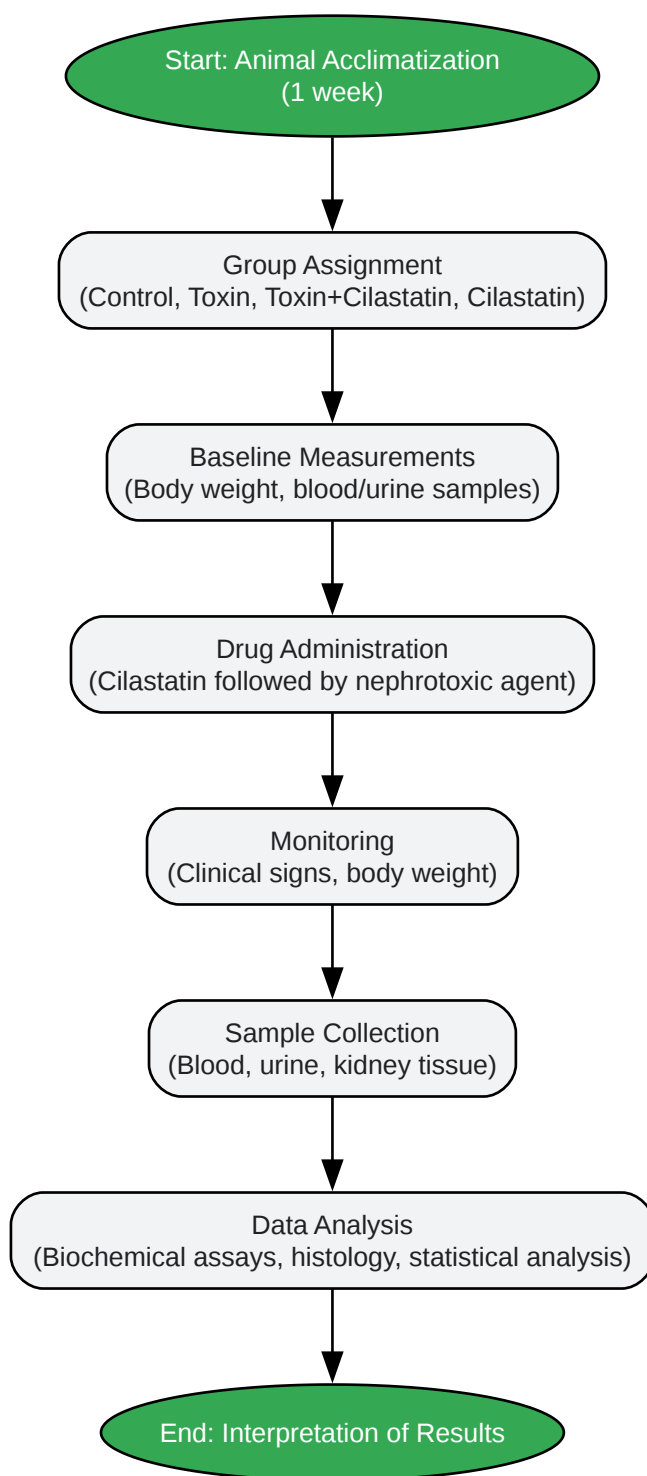 Start: Animal Acclimatization
(1 week)
Group Assignment
(Control, Toxin, Toxin+Cilastatin, Cilastatin)
Baseline Measurements
(Body weight, blood/urine samples)
Drug Administration
(Cilastatin followed by nephrotoxic agent)
Monitoring
(Clinical signs, body weight)
Sample Collection
(Blood, urine, kidney tissue)
Data Analysis
(Biochemical assays, histology, statistical analysis)
End: Interpretation of Results